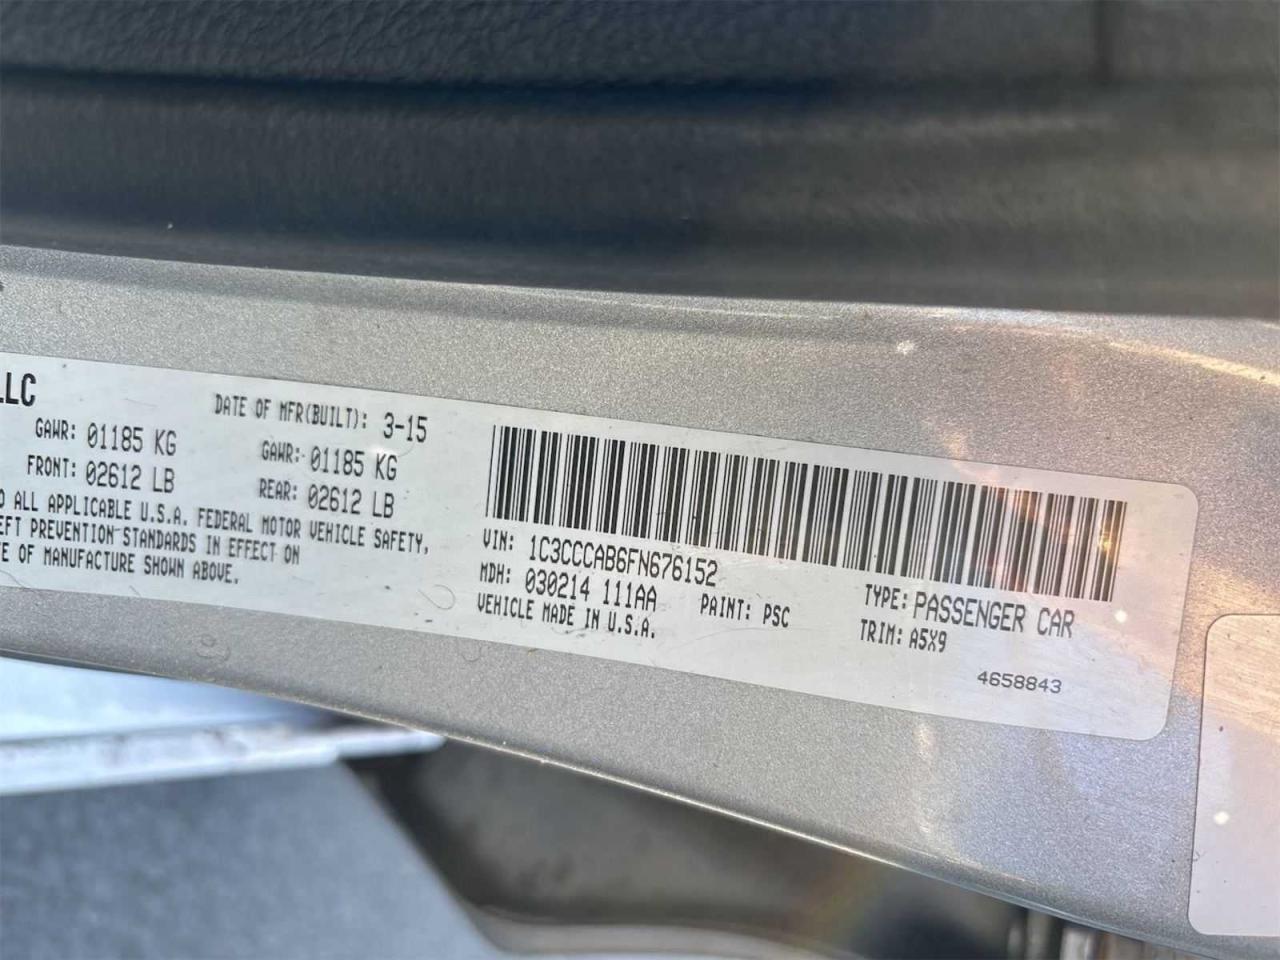 LLC
DATE OF MFR(BUILT): 3-15
GAWR: 01185 KG GAWR: 01185 KG
FRONT: 02612 LB REAR: 02612 LB
ALL APPLICABLE U.S.A. FEDERAL MOTOR VEHICLE SAFETY,
PREVENTION STANDARDS IN EFFECT ON
OF MANUFACTURE SHOWN ABOVE.
VIN: 1C3CCCAB6FN676152
MDH: 030214 111AA PAINT: PSC
VEHICLE MADE IN U.S.A.
TYPE: PASSENGER CAR
TRIM: A5X9
4658843